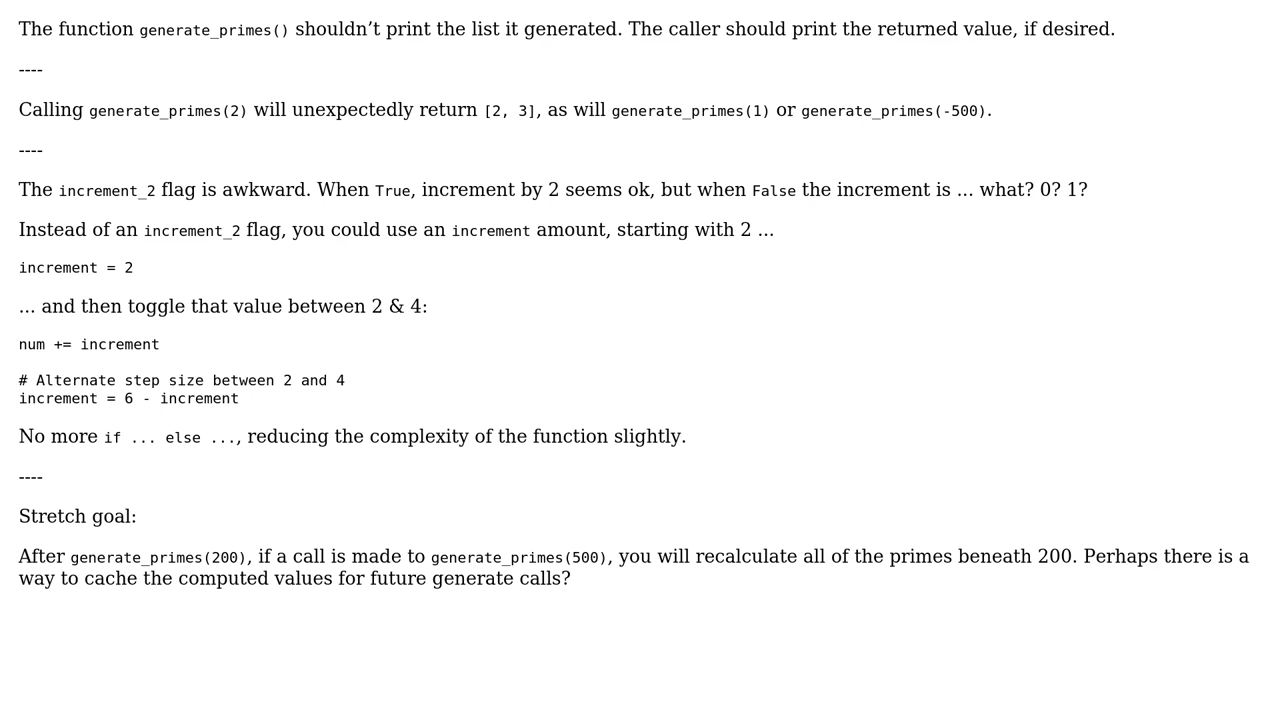 The function generate_primes() shouldn’t print the list it generated. The caller should print the returned value, if desired.
----
Calling generate_primes(2) will unexpectedly return [2, 3], as will generate_primes(1) or generate_primes(-500).
----
The increment_2 flag is awkward. When True, increment by 2 seems ok, but when False the increment is ... what? 0? 1?
Instead of an increment_2 flag, you could use an increment amount, starting with 2 ...
increment = 2
... and then toggle that value between 2 & 4:
num += increment
# Alternate step size between 2 and 4
increment = 6 - increment
No more if ... else ..., reducing the complexity of the function slightly.
----
Stretch goal:
After generate_primes(200), if a call is made to generate_primes(500), you will recalculate all of the primes beneath 200. Perhaps there is a
way to cache the computed values for future generate calls?